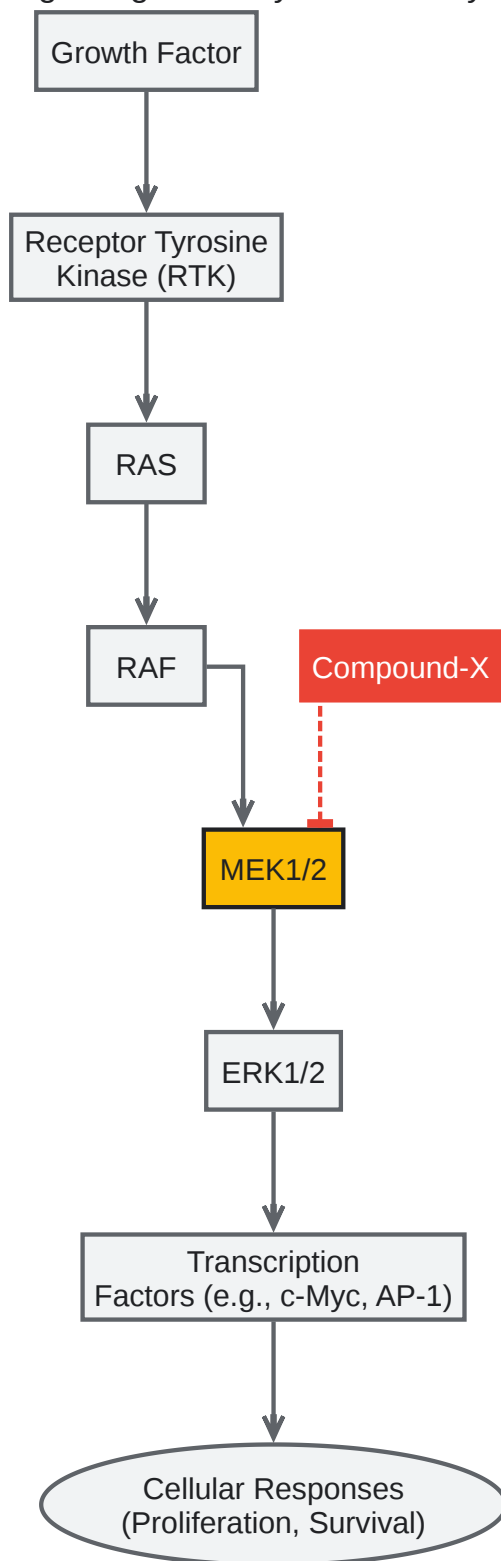 Growth Factor
Receptor Tyrosine
Kinase (RTK)
RAS
RAF
Compound-X
MEK1/2
ERK1/2
Transcription
Factors (e.g., c-Myc, AP-1)
Cellular Responses
(Proliferation, Survival)